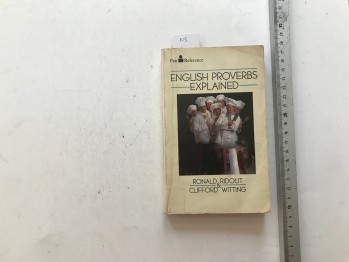 Pan Reference
ENGLISH PROVERBS
EXPLAINED
RONALD RIDOUT
&
CLIFFORD WITTING